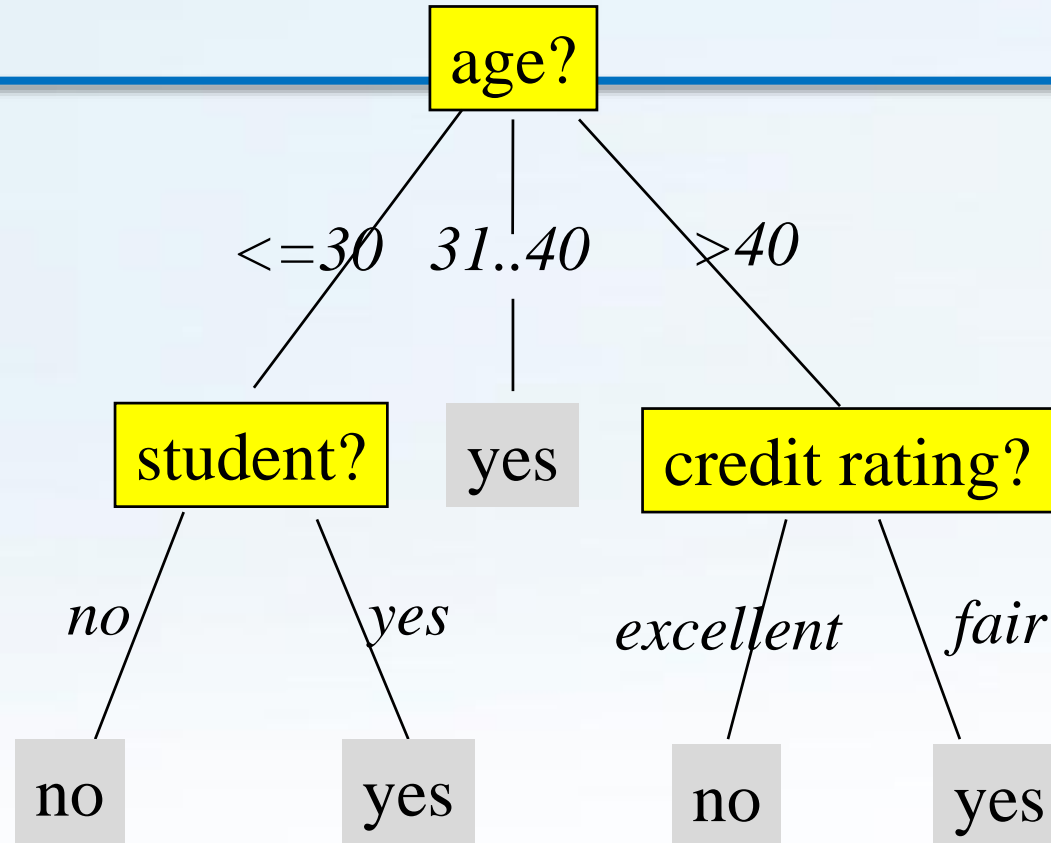 age?
<=30 31..40 >40
student? yes credit rating?
no yes excellent fair
no yes no yes